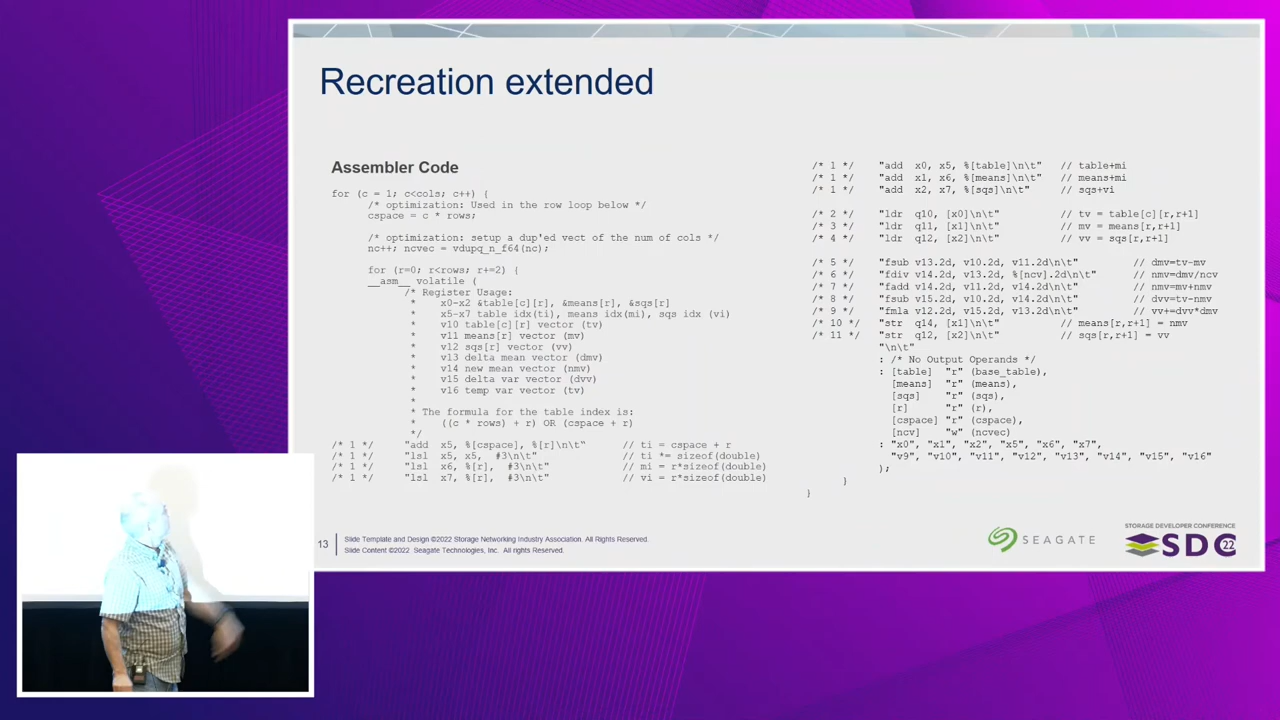 Recreation extended
Assembler Code
for (c = 1; c<cols; c++) {
/* optimization: Used in the row loop below */
cspace = c * rows;
/* optimization: setup a dup'ed vect of the num of cols */
nc++; ncvec = vdupq_n_f64(nc);
for (r=0; r<rows; r+=2) {
__asm__ volatile (
/* Register Usage:
* x0-x2 &table[c][r], &means[r], &sqs[r]
* x5-x7 table idx(ti), means idx(mi), sqs idx (vi)
* v10 table[c][r] vector (tv)
* v11 means[r] vector (mv)
* v12 sqs[r] vector (vv)
* v13 delta mean vector (dmv)
* v14 new mean vector (nmv)
* v15 delta var vector (dvv)
* v16 temp var vector (tv)
*
* The formula for the table index is:
* ((c * rows) + r) OR (cspace + r)
*/
/* 1 */ "add x5, %[cspace], %[r]\n\t“ // ti = cspace + r
/* 1 */ "lsl x5, x5, #3\n\t" // ti *= sizeof(double)
/* 1 */ "lsl x6, %[r], #3\n\t" // mi = r*sizeof(double)
/* 1 */ "lsl x7, %[r], #3\n\t" // vi = r*sizeof(double)
/* 1 */ "add x0, x5, %[table]\n\t" // table+mi
/* 1 */ "add x1, x6, %[means]\n\t" // means+mi
/* 1 */ "add x2, x7, %[sqs]\n\t" // sqs+vi
/* 2 */ "ldr q10, [x0]\n\t" // tv = table[c][r,r+1]
/* 3 */ "ldr q11, [x1]\n\t" // mv = means[r,r+1]
/* 4 */ "ldr q12, [x2]\n\t" // vv = sqs[r,r+1]
/* 5 */ "fsub v13.2d, v10.2d, v11.2d\n\t" // dmv=tv-mv
/* 6 */ "fdiv v14.2d, v13.2d, %[ncv].2d\n\t" // nmv=dmv/ncv
/* 7 */ "fadd v14.2d, v11.2d, v14.2d\n\t" // nmv=mv+nmv
/* 8 */ "fsub v15.2d, v10.2d, v14.2d\n\t" // dvv=tv-nmv
/* 9 */ "fmla v12.2d, v15.2d, v13.2d\n\t" // vv+=dvv*dmv
/* 10 */ "str q14, [x1]\n\t" // means[r,r+1] = nmv
/* 11 */ "str q12, [x2]\n\t" // sqs[r,r+1] = vv
"\n\t"
: /* No Output Operands */
: [table] "r" (base_table),
[means] "r" (means),
[sqs] "r" (sqs),
[r] "r" (r),
[cspace] "r" (cspace),
[ncv] "w" (ncvec)
: "x0", "x1", "x2", "x5", "x6", "x7",
"v9", "v10", "v11", "v12", "v13", "v14", "v15", "v16"
);
}
}
13
Slide Template and Design ©2022 Storage Networking Industry Association. All Rights Reserved.
Slide Content ©2022 Seagate Technologies, Inc. All rights Reserved.
SEAGATE
STORAGE DEVELOPER CONFERENCE
SDC 22